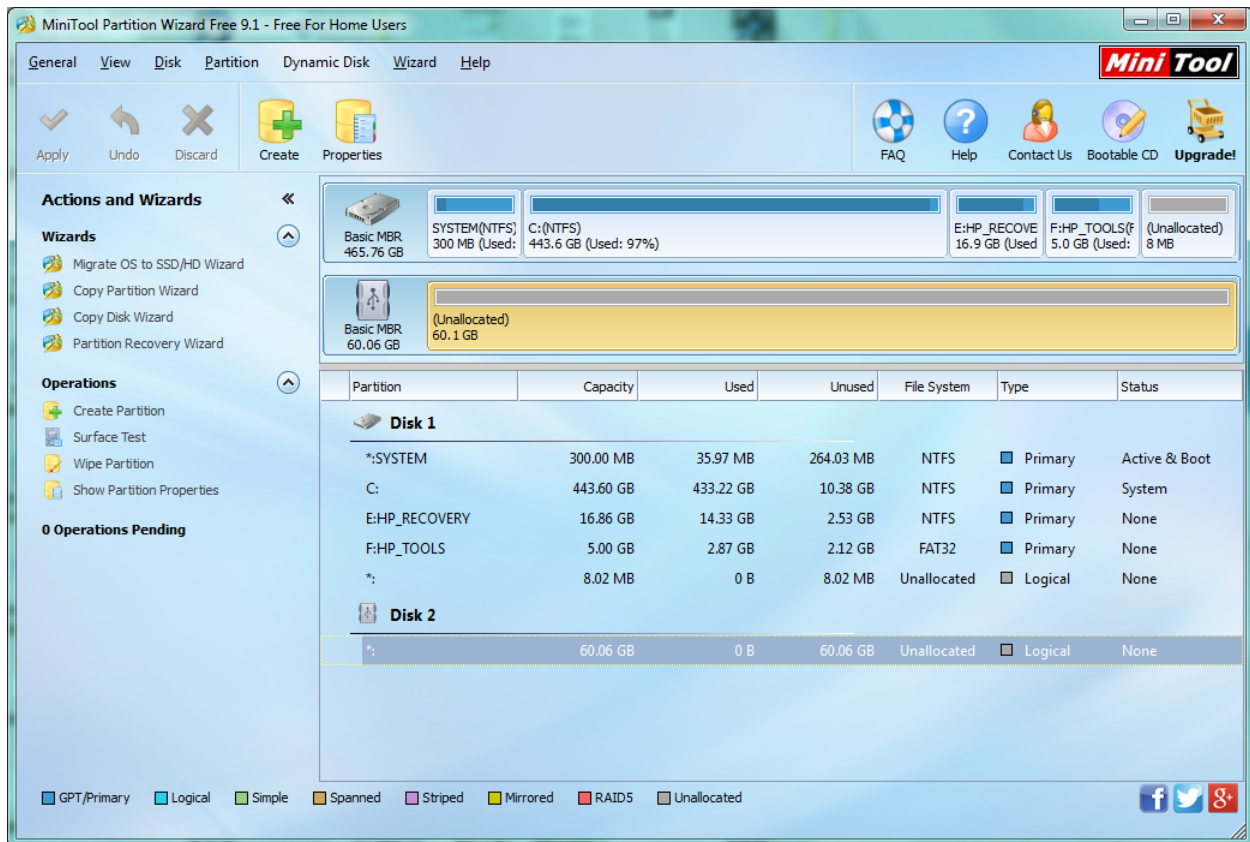 MiniTool Partition Wizard Free 9.1 - Free For Home Users
General View Disk Partition Dynamic Disk Wizard Help
Mini Tool
Apply Undo Discard Create Properties FAQ Help Contact Us Bootable CD Upgrade!
Actions and Wizards «
Wizards
Migrate OS to SSD/HD Wizard
Copy Partition Wizard
Copy Disk Wizard
Partition Recovery Wizard
Operations
Create Partition
Surface Test
Wipe Partition
Show Partition Properties
0 Operations Pending
Basic MBR
465.76 GB
SYSTEM(NTFS)
300 MB (Used:
C:(NTFS)
443.6 GB (Used: 97%)
E:HP_RECOVE
16.9 GB (Used
F:HP_TOOLS(F
5.0 GB (Used:
(Unallocated)
8 MB
Basic MBR
60.06 GB
(Unallocated)
60.1 GB
Partition Capacity Used Unused File System Type Status
Disk 1
*:SYSTEM 300.00 MB 35.97 MB 264.03 MB NTFS Primary Active & Boot
C: 443.60 GB 433.22 GB 10.38 GB NTFS Primary System
E:HP_RECOVERY 16.86 GB 14.33 GB 2.53 GB NTFS Primary None
F:HP_TOOLS 5.00 GB 2.87 GB 2.12 GB FAT32 Primary None
*: 8.02 MB 0 B 8.02 MB Unallocated Logical None
Disk 2
*: 60.06 GB 0 B 60.06 GB Unallocated Logical None
GPT/Primary Logical Simple Spanned Striped Mirrored RAID5 Unallocated
f 8+